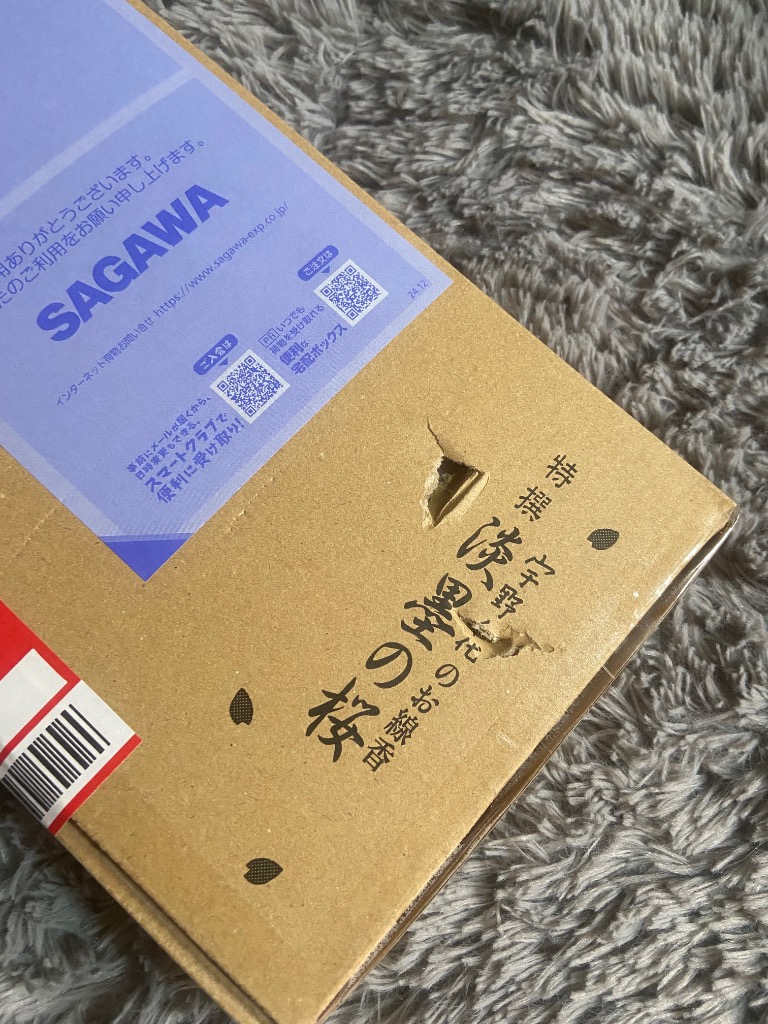 用ありがとうございます。
たのご利用をお願い申し上げます。
SAGAWA
インターネット荷物お問い合せ https://www.sagawa-exp.co.jp/
ご入会は
事前にメールが届くから、
日時変更もできる。
スマートクラブで
便利に受け取り!
ご注文は
PR いつでも
荷物を受け取れる
便利な
宅配ボックス
24.12
特撰
宇野 代のお線香
淡墨の桜